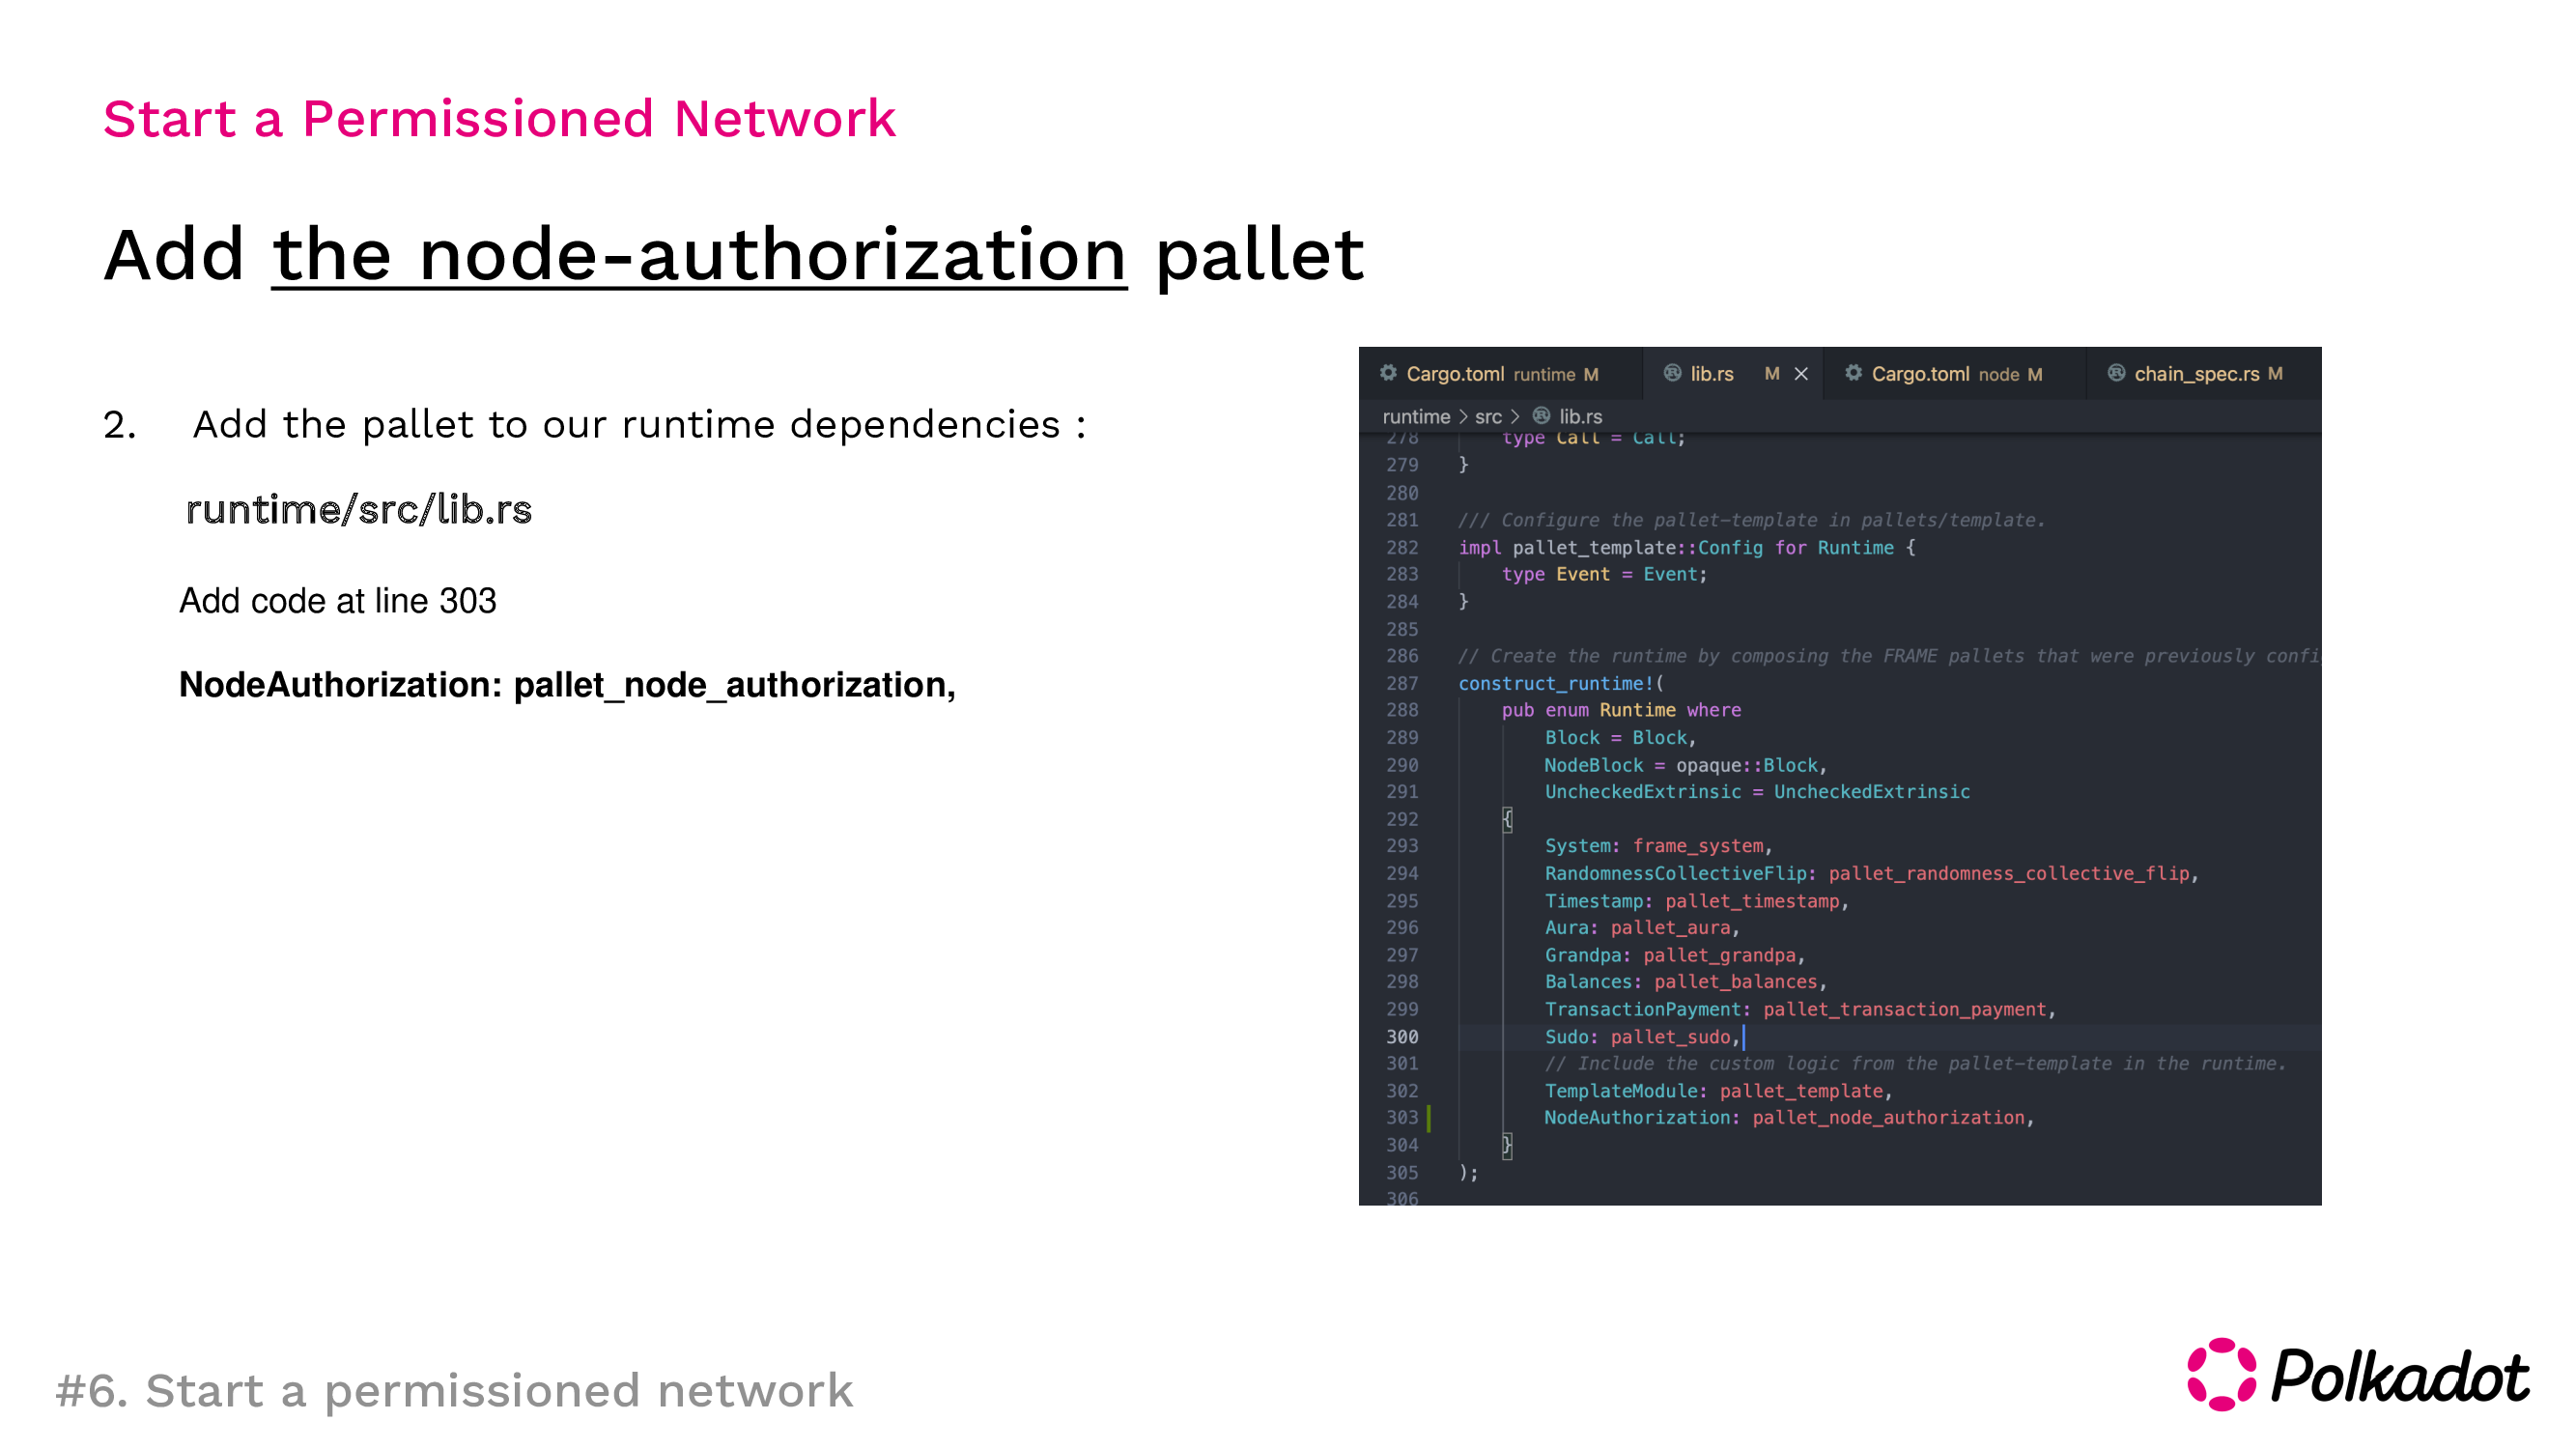 Start a Permissioned Network
Add the node-authorization pallet
2. Add the pallet to our runtime dependencies :
runtime/src/lib.rs
Add code at line 303
NodeAuthorization: pallet_node_authorization,
Cargo.toml runtime M lib.rs M Cargo.toml node M chain_spec.rs M
runtime > src > lib.rs
278 type Call = Call;
279 }
280
281 /// Configure the pallet-template in pallets/template.
282 impl pallet_template::Config for Runtime {
283 type Event = Event;
284 }
285
286 // Create the runtime by composing the FRAME pallets that were previously confi
287 construct_runtime!(
288 pub enum Runtime where
289 Block = Block,
290 NodeBlock = opaque::Block,
291 UncheckedExtrinsic = UncheckedExtrinsic
292 {
293 System: frame_system,
294 RandomnessCollectiveFlip: pallet_randomness_collective_flip,
295 Timestamp: pallet_timestamp,
296 Aura: pallet_aura,
297 Grandpa: pallet_grandpa,
298 Balances: pallet_balances,
299 TransactionPayment: pallet_transaction_payment,
300 Sudo: pallet_sudo,
301 // Include the custom logic from the pallet-template in the runtime.
302 TemplateModule: pallet_template,
303 NodeAuthorization: pallet_node_authorization,
304 }
305 );
306
#6. Start a permissioned network
Polkadot